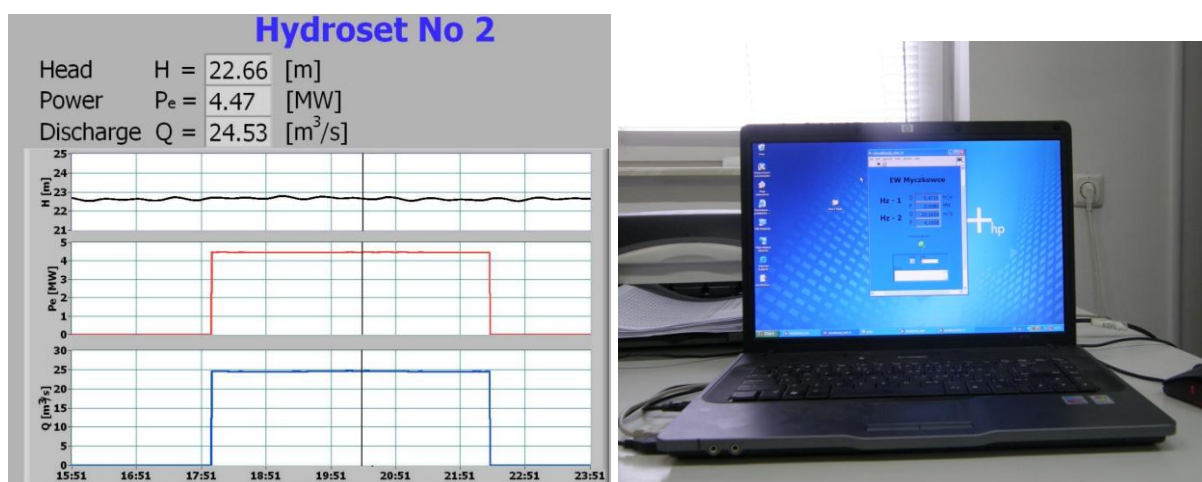 Hydroset No 2
Head H = 22.66 [m]
Power Pe = 4.47 [MW]
Discharge Q = 24.53 [m³/s]
25
24
23
22
21
H [m]
5
4
3
2
1
0
Pe [MW]
30
25
20
15
10
5
0
Q [m³/s]
15:51 16:51 17:51 18:51 19:51 20:51 21:51 22:51 23:51
EW Myczkowce
Hz - 1
Hz - 2
hp